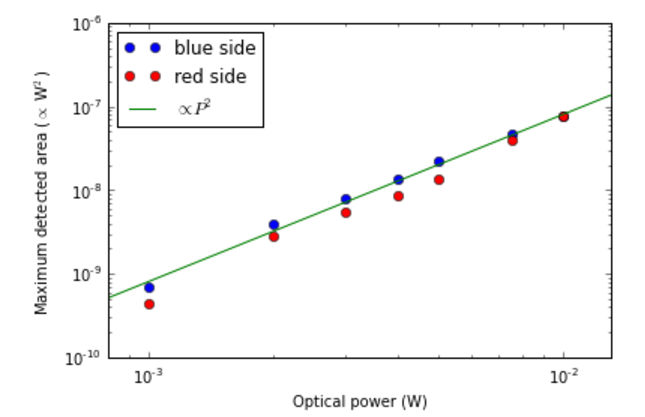 10⁻⁶
blue side
red side
∝P²
10⁻⁷
10⁻⁸
10⁻⁹
10⁻¹⁰
Maximum detected area (∝ W²)
10⁻³
10⁻²
Optical power (W)